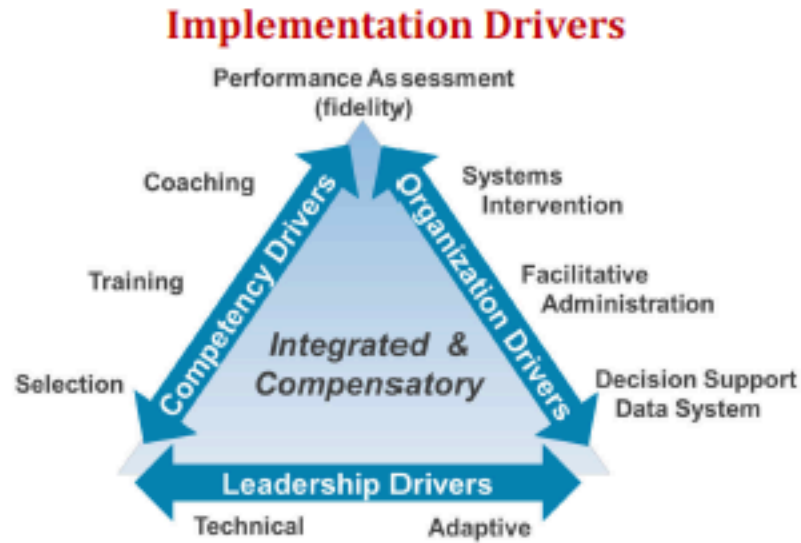 Implementation Drivers
Performance Assessment
(fidelity)
Coaching
Training
Selection
Competency Drivers
Organization Drivers
Systems
Intervention
Facilitative
Administration
Decision Support
Data System
Integrated &
Compensatory
Leadership Drivers
Technical
Adaptive